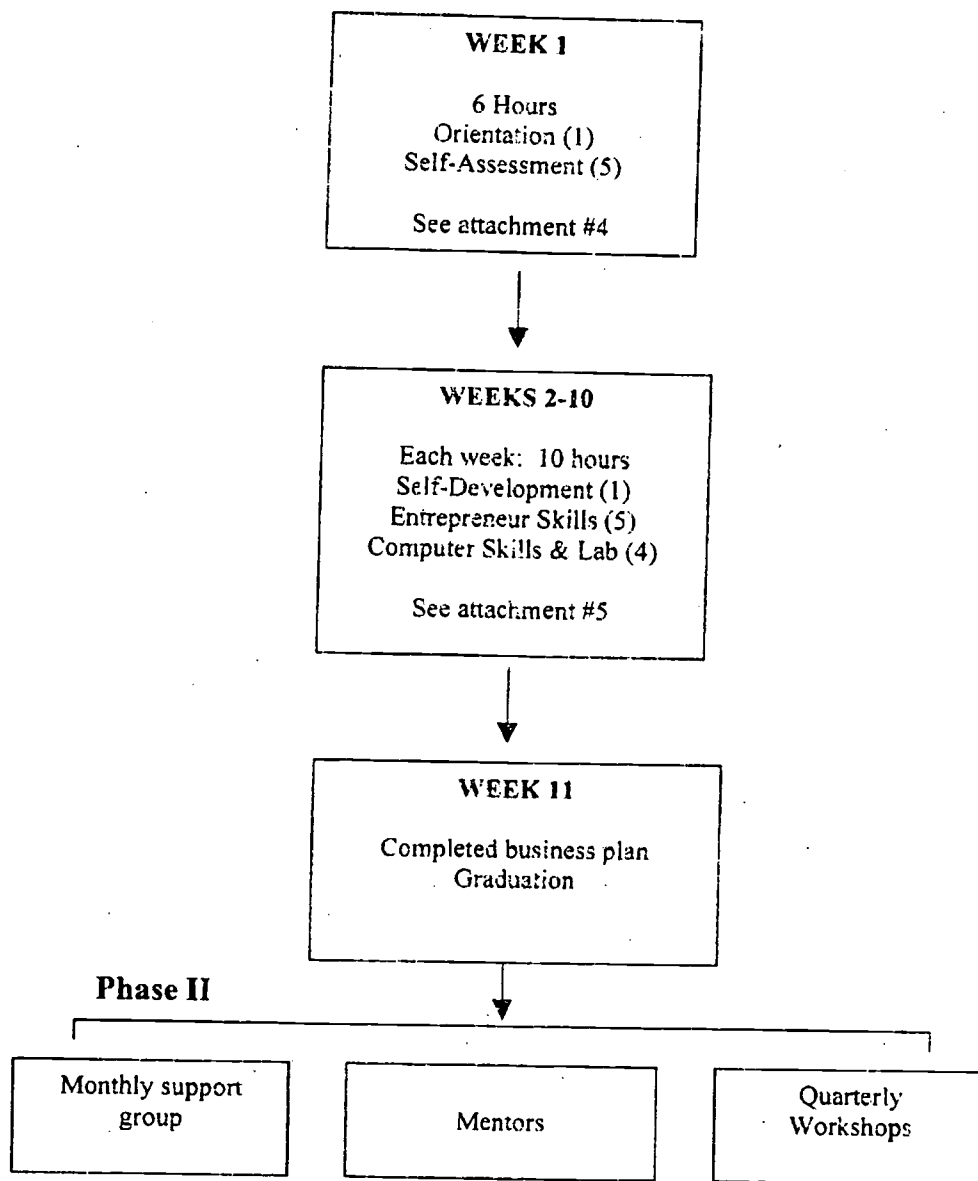 WEEK 1
6 Hours
Orientation (1)
Self-Assessment (5)
See attachment #4
WEEKS 2-10
Each week: 10 hours
Self-Development (1)
Entrepreneur Skills (5)
Computer Skills & Lab (4)
See attachment #5
WEEK 11
Completed business plan
Graduation
Phase II
Monthly support
group
Mentors
Quarterly
Workshops